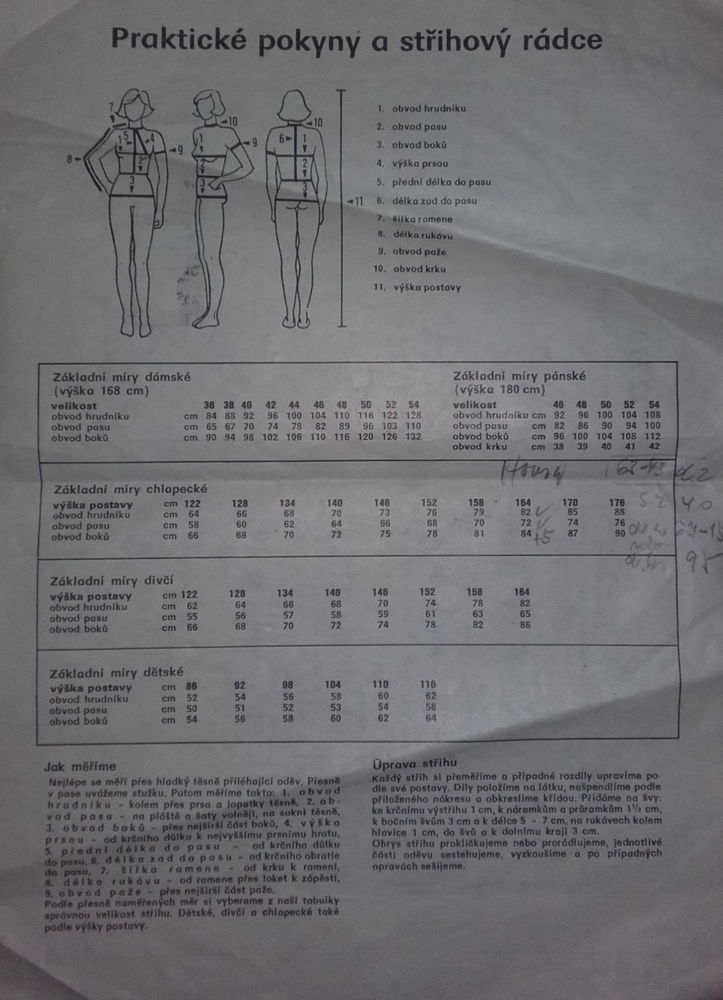 Praktické pokyny a střihový rádce
7
10
10
5
4
1
1
6
1
9
9
8
2
2
2
3
3
3
11
1. obvod hrudníku
2. obvod pasu
3. obvod boků
4. výška prsou
5. přední délka do pasu
6. délka zad do pasu
7. šířka ramene
8. délka rukávu
9. obvod paže
10. obvod krku
11. výška postavy
Základní míry dámské
(výška 168 cm)
velikost 36 38 40 42 44 46 48 50 52 54
obvod hrudníku cm 84 88 92 96 100 104 110 116 122 128
obvod pasu cm 65 67 70 74 78 82 89 96 103 110
obvod boků cm 90 94 98 102 106 110 116 120 126 132
Základní míry pánské
(výška 180 cm)
velikost 46 48 50 52 54
obvod hrudníku cm 92 96 100 104 108
obvod pasu cm 82 86 90 94 100
obvod boků cm 96 100 104 108 112
obvod krku cm 38 39 40 41 42
Základní míry chlapecké
výška postavy cm 122 128 134 140 146 152 158 164 170 176
obvod hrudníku cm 64 66 68 70 73 76 79 82 85 88
obvod pasu cm 58 60 62 64 66 68 70 72 74 76
obvod boků cm 66 68 70 72 75 78 81 84 +5 87 90
40
95
Základní míry dívčí
výška postavy cm 122 128 134 140 146 152 158 164
obvod hrudníku cm 62 64 66 68 70 74 78 82
obvod pasu cm 55 56 57 58 59 61 63 65
obvod boků cm 66 68 70 72 74 78 82 86
Základní míry dětské
výška postavy cm 86 92 98 104 110 116
obvod hrudníku cm 52 54 56 58 60 62
obvod pasu cm 50 51 52 53 54 56
obvod boků cm 54 56 58 60 62 64
Jak měříme
Nejlépe se měří přes hladký těsně přiléhající oděv. Přesně
v pase uvážeme stužku. Potom měříme takto: 1. obvod
hrudníku – kolem přes prsa a lopatky těsně, 2. ob-
vod pasu – na pláště a šaty volněji, na sukni těsně,
3. obvod boků – přes nejširší část boků, 4. výška
prsou – od krčního důlku k nejvyššímu prsnímu hrotu,
5. přední délka do pasu – od krčního důlku
do pasu, 6. délka zad do pasu – od krčního obratle
do pasu, 7. šířka ramene – od krku k rameni,
8. délka rukávu – od ramene přes loket k zápěstí,
9. obvod paže – přes nejširší část paže.
Podle přesně naměřených měr si vybereme z naší tabulky
správnou velikost střihu. Dětské, dívčí a chlapecké také
podle výšky postavy.
Úprava střihu
Každý střih si přeměříme a případné rozdíly upravíme po-
dle své postavy. Díly položíme na látku, našpendlíme podle
přiloženého nákresu a obkreslíme křídou. Přidáme na švy:
ke krčnímu výstřihu 1 cm, k náramkům a průramkům 1½ cm,
k bočním švům 3 cm a k délce 5 – 7 cm, na rukávech kolem
hlavice 1 cm, do švů a k dolnímu kraji 3 cm.
Obrys střihu prokličkujeme nebo prorádlujeme, jednotlivé
části oděvu sestehujeme, vyzkoušíme a po případných
opravách sešijeme.